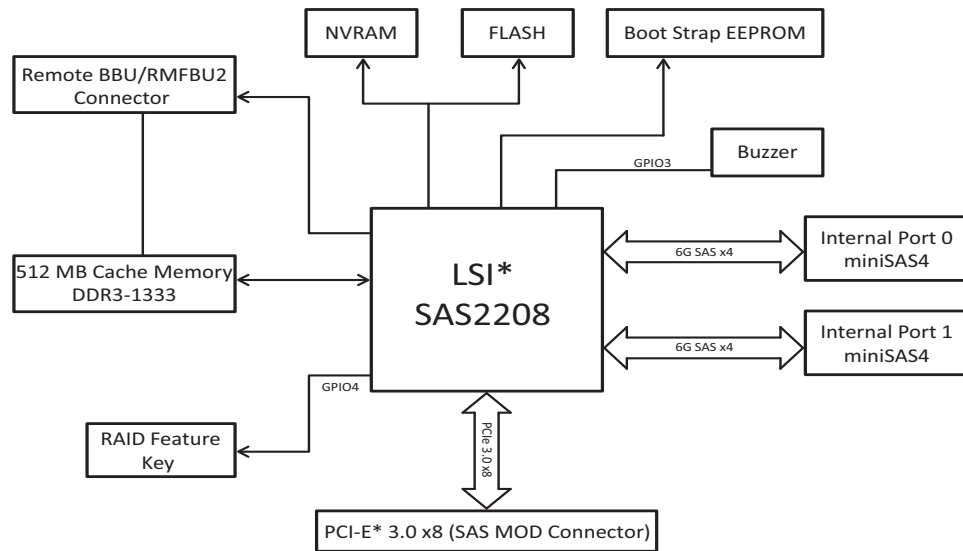 NVRAM
FLASH
Boot Strap EEPROM
Remote BBU/RMFBU2
Connector
GPIO3
Buzzer
512 MB Cache Memory
DDR3-1333
LSI*
SAS2208
6G SAS x4
Internal Port 0
miniSAS4
6G SAS x4
Internal Port 1
miniSAS4
GPIO4
RAID Feature
Key
PCIe 3.0 x8
PCI-E* 3.0 x8 (SAS MOD Connector)